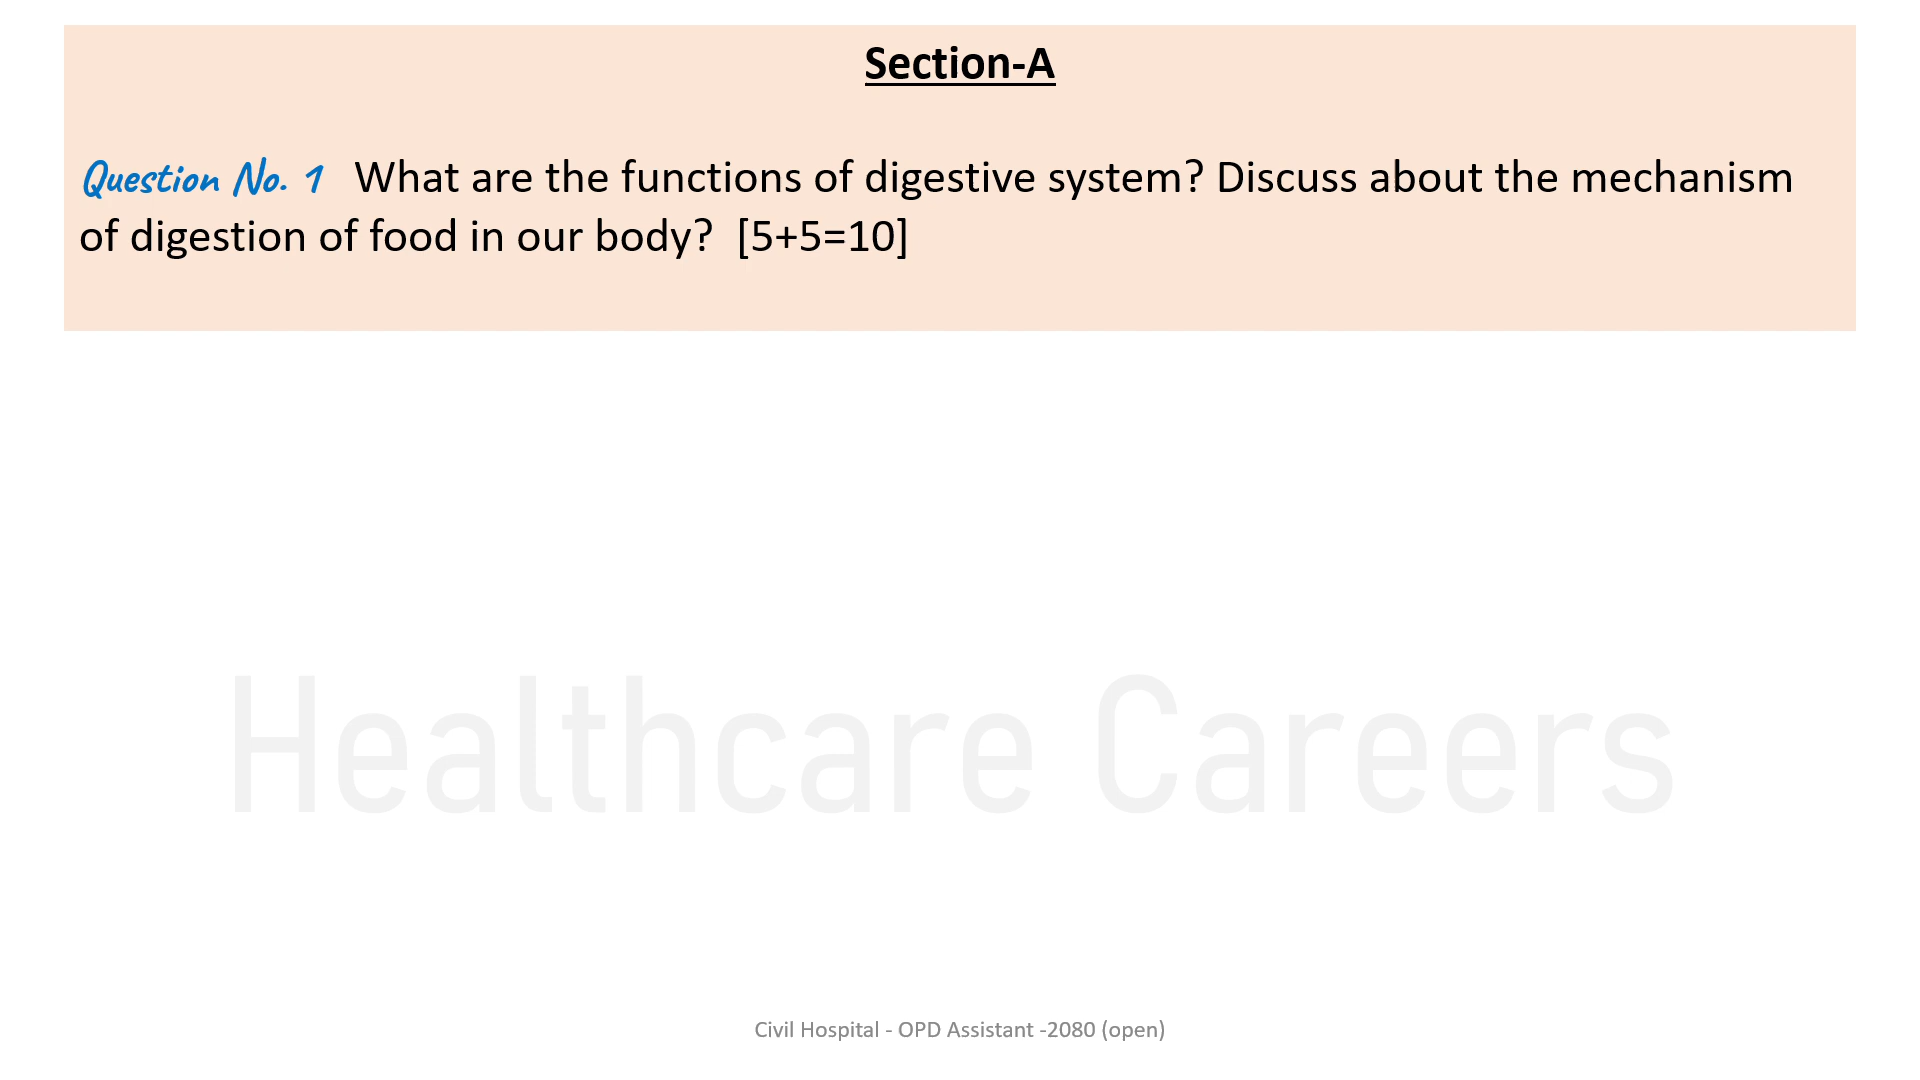 Section-A
Question No. 1 What are the functions of digestive system? Discuss about the mechanism
of digestion of food in our body? [5+5=10]
Healthcare Careers
Civil Hospital - OPD Assistant -2080 (open)